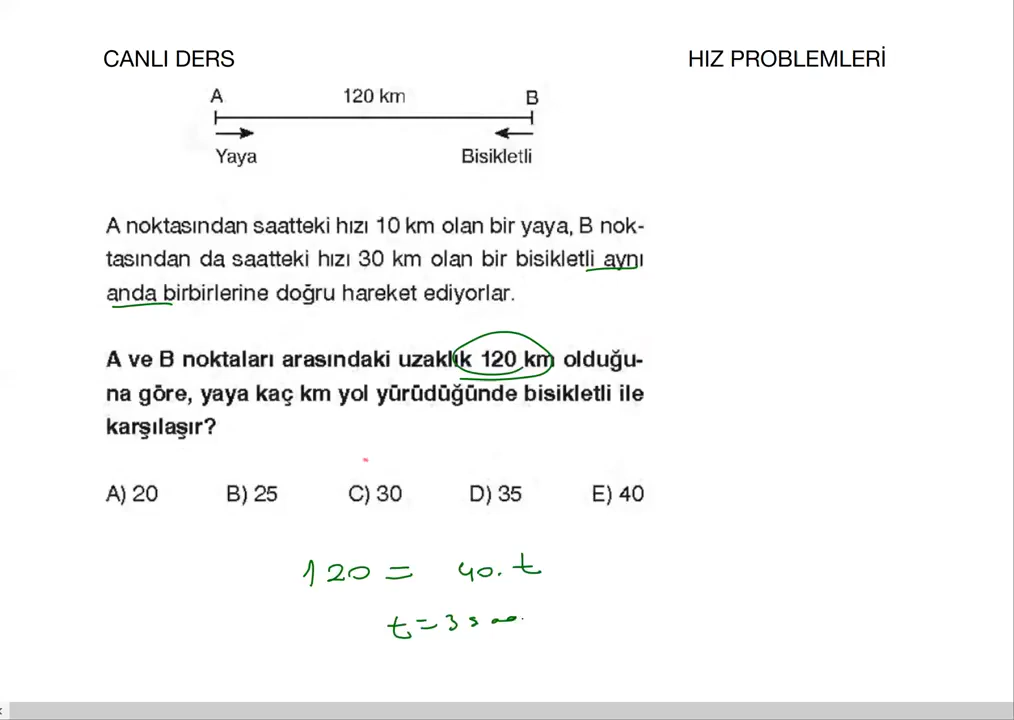 CANLI DERS
HIZ PROBLEMLERİ
A 120 km B
Yaya Bisikletli
A noktasından saatteki hızı 10 km olan bir yaya, B nok-
tasından da saatteki hızı 30 km olan bir bisikletli aynı
anda birbirlerine doğru hareket ediyorlar.
A ve B noktaları arasındaki uzaklık 120 km olduğu-
na göre, yaya kaç km yol yürüdüğünde bisikletli ile
karşılaşır?
A) 20 B) 25 C) 30 D) 35 E) 40
120 = 40. t
t = 3